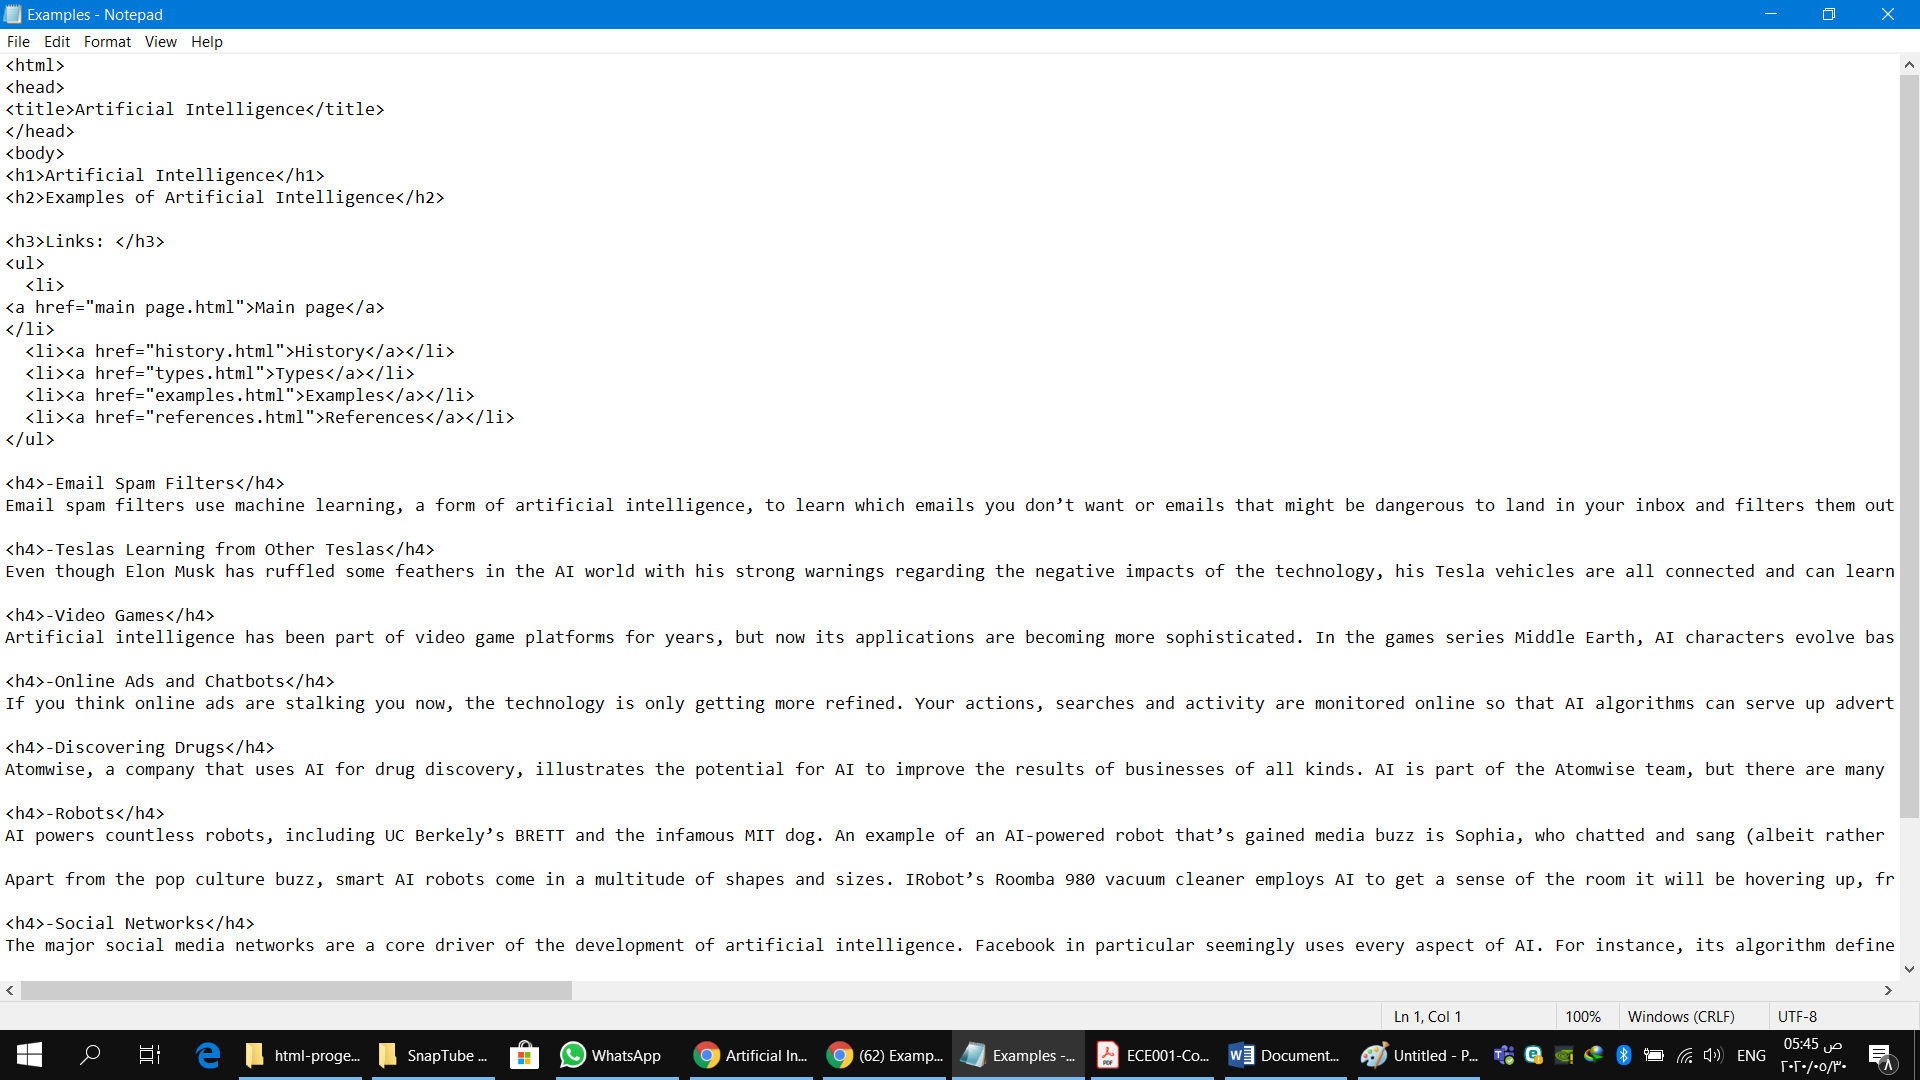 Examples - Notepad
File Edit Format View Help
<html>
<head>
<title>Artificial Intelligence</title>
</head>
<body>
<h1>Artificial Intelligence</h1>
<h2>Examples of Artificial Intelligence</h2>
<h3>Links: </h3>
<ul>
<li>
<a href="main page.html">Main page</a>
</li>
<li><a href="history.html">History</a></li>
<li><a href="types.html">Types</a></li>
<li><a href="examples.html">Examples</a></li>
<li><a href="references.html">References</a></li>
</ul>
<h4>-Email Spam Filters</h4>
Email spam filters use machine learning, a form of artificial intelligence, to learn which emails you don’t want or emails that might be dangerous to land in your inbox and filters them out
<h4>-Teslas Learning from Other Teslas</h4>
Even though Elon Musk has ruffled some feathers in the AI world with his strong warnings regarding the negative impacts of the technology, his Tesla vehicles are all connected and can learn
<h4>-Video Games</h4>
Artificial intelligence has been part of video game platforms for years, but now its applications are becoming more sophisticated. In the games series Middle Earth, AI characters evolve bas
<h4>-Online Ads and Chatbots</h4>
If you think online ads are stalking you now, the technology is only getting more refined. Your actions, searches and activity are monitored online so that AI algorithms can serve up advert
<h4>-Discovering Drugs</h4>
Atomwise, a company that uses AI for drug discovery, illustrates the potential for AI to improve the results of businesses of all kinds. AI is part of the Atomwise team, but there are many
<h4>-Robots</h4>
AI powers countless robots, including UC Berkely’s BRETT and the infamous MIT dog. An example of an AI-powered robot that’s gained media buzz is Sophia, who chatted and sang (albeit rather
Apart from the pop culture buzz, smart AI robots come in a multitude of shapes and sizes. IRobot’s Roomba 980 vacuum cleaner employs AI to get a sense of the room it will be hovering up, fr
<h4>-Social Networks</h4>
The major social media networks are a core driver of the development of artificial intelligence. Facebook in particular seemingly uses every aspect of AI. For instance, its algorithm define
Ln 1, Col 1 100% Windows (CRLF) UTF-8
html-proge... SnapTube ... WhatsApp Artificial In... (62) Examp... Examples -... ECE001-Co... Document... Untitled - P... ENG 05:45 ص
٢٠٢٠/٠٥/٣٠ ٨